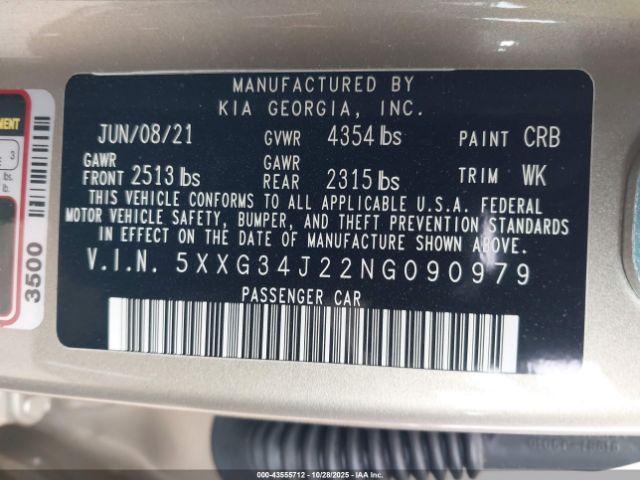 MANUFACTURED BY
KIA GEORGIA, INC.
JUN/08/21 GVWR 4354 lbs PAINT CRB
GAWR FRONT 2513 lbs GAWR REAR 2315 lbs TRIM WK
THIS VEHICLE CONFORMS TO ALL APPLICABLE U.S.A. FEDERAL
MOTOR VEHICLE SAFETY, BUMPER, AND THEFT PREVENTION STANDARDS
IN EFFECT ON THE DATE OF MANUFACTURE SHOWN ABOVE.
V.I.N. 5XXG34J22NG090979
PASSENGER CAR
3
lbs.
lb.
3500
000-43555712 | 10/28/2025 - IAA Inc.